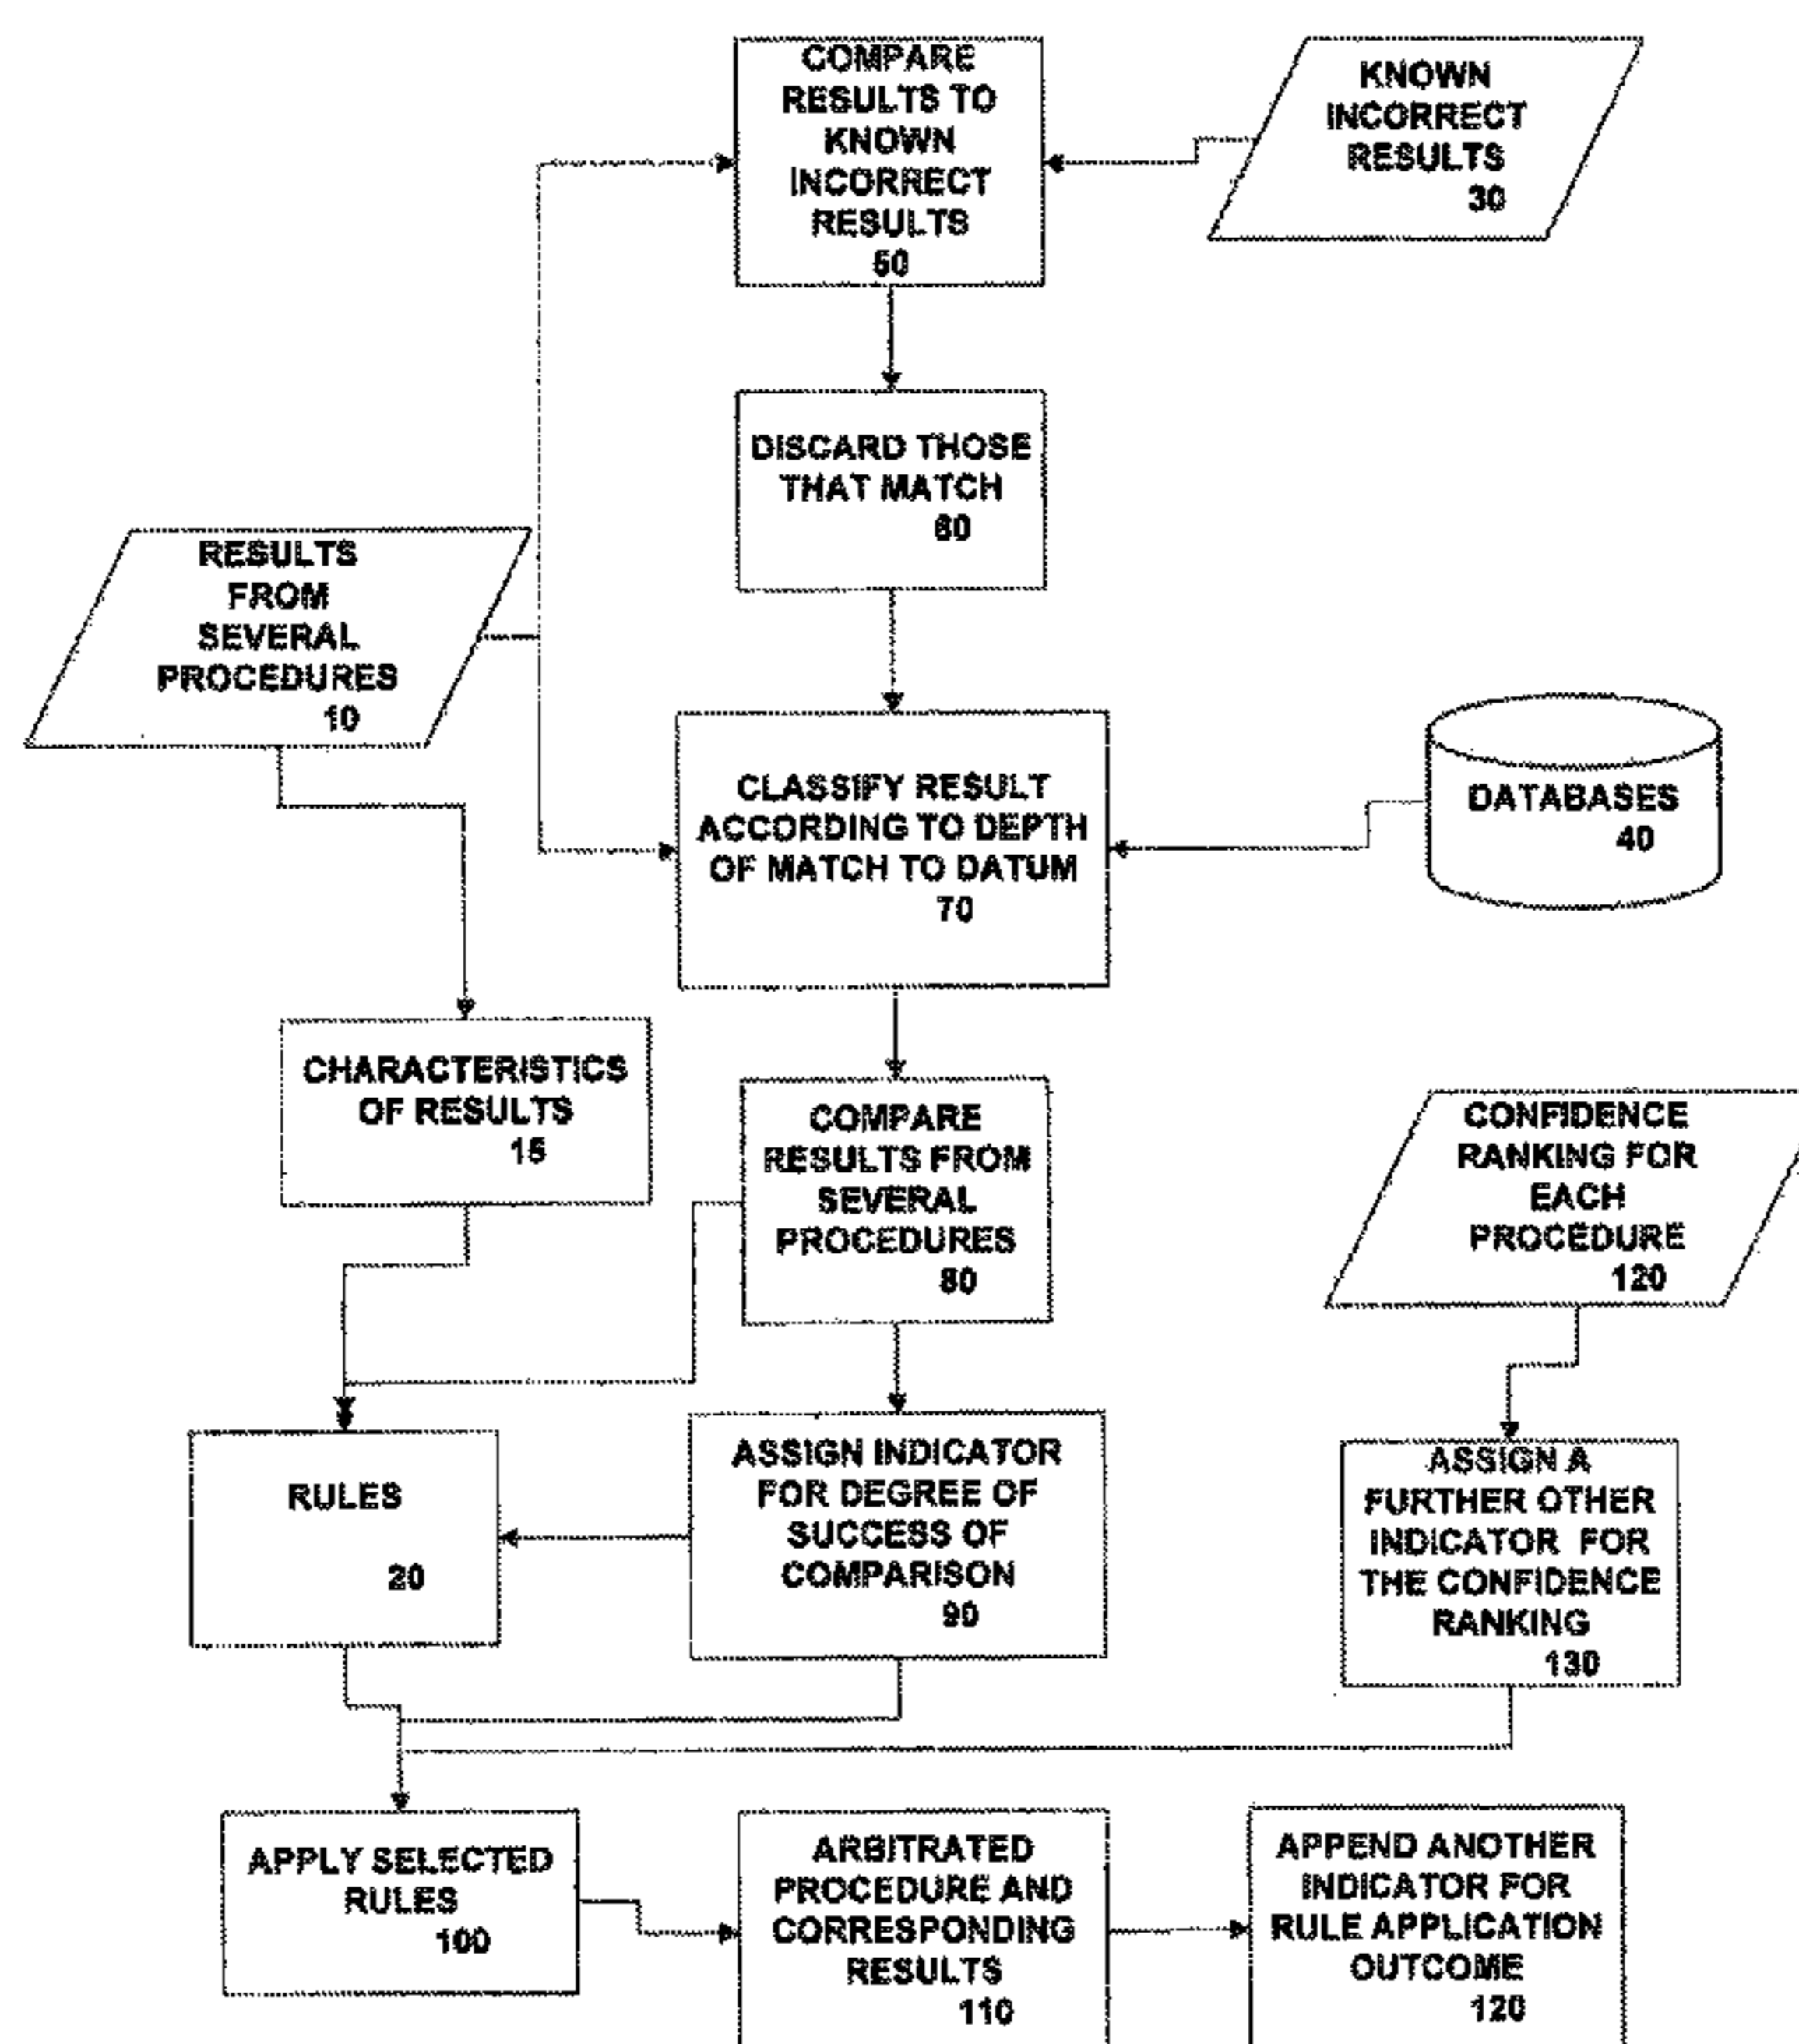 COMPARE
RESULTS TO
KNOWN
INCORRECT
RESULTS
50
KNOWN
INCORRECT
RESULTS
30
DISCARD THOSE
THAT MATCH
60
RESULTS
FROM
SEVERAL
PROCEDURES
10
CLASSIFY RESULT
ACCORDING TO DEPTH
OF MATCH TO DATUM
70
DATABASES
40
CHARACTERISTICS
OF RESULTS
15
COMPARE
RESULTS FROM
SEVERAL
PROCEDURES
80
CONFIDENCE
RANKING FOR
EACH
PROCEDURE
120
RULES
20
ASSIGN INDICATOR
FOR DEGREE OF
SUCCESS OF
COMPARISON
90
ASSIGN A
FURTHER OTHER
INDICATOR FOR
THE CONFIDENCE
RANKING
130
APPLY SELECTED
RULES
100
ARBITRATED
PROCEDURE AND
CORRESPONDING
RESULTS
110
APPEND ANOTHER
INDICATOR FOR
RULE APPLICATION
OUTCOME
120